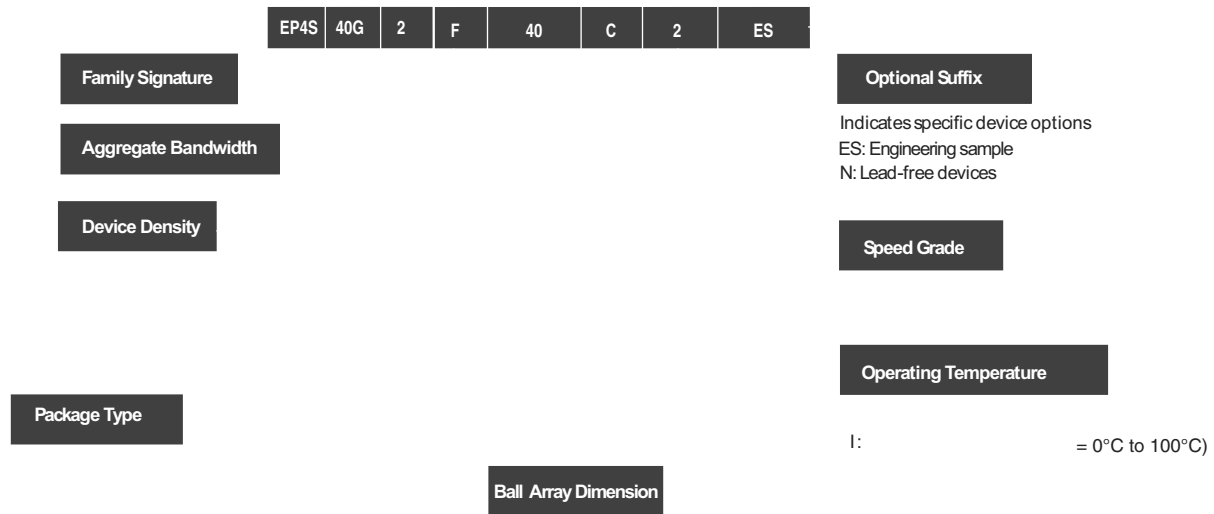 EP4S 40G 2 F 40 C 2 ES
Family Signature
Optional Suffix
Indicates specific device options
ES: Engineering sample
N: Lead-free devices
Aggregate Bandwidth
Device Density
Speed Grade
Operating Temperature
Package Type
I: = 0°C to 100°C)
Ball Array Dimension